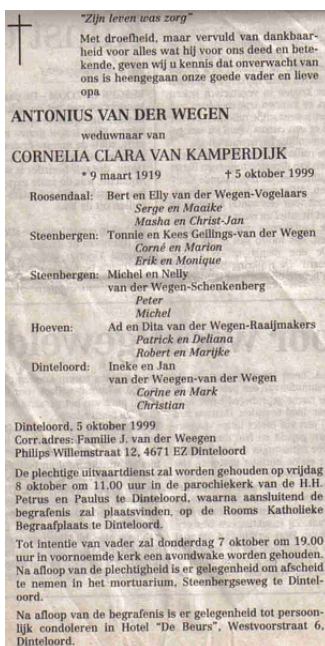 "Zijn leven was zorg"
Met droefheid, maar vervuld van dankbaar-
heid voor alles wat hij voor ons deed en bete-
kende, geven wij u kennis dat onverwacht van
ons is heengegaan onze goede vader en lieve
opa
ANTONIUS VAN DER WEGEN
weduwnaar van
CORNELIA CLARA VAN KAMPERDIJK
* 9 maart 1919 † 5 oktober 1999
Roosendaal: Bert en Elly van der Wegen-Vogelaars
Serge en Maaike
Masha en Christ-Jan
Steenbergen: Tonnie en Kees Geilings-van der Wegen
Corné en Marion
Erik en Monique
Steenbergen: Michel en Nelly
van der Wegen-Schenkenberg
Peter
Michel
Hoeven: Ad en Dita van der Wegen-Raaijmakers
Patrick en Deliana
Robert en Marijke
Dinteloord: Ineke en Jan
van der Weegen-van der Wegen
Corine en Mark
Christian
Dinteloord, 5 oktober 1999
Corr.adres: Familie J. van der Weegen
Philips Willemstraat 12, 4671 EZ Dinteloord
De plechtige uitvaartdienst zal worden gehouden op vrijdag
8 oktober om 11.00 uur in de parochiekerk van de H.H.
Petrus en Paulus te Dinteloord, waarna aansluitend de
begrafenis zal plaatsvinden, op de Rooms Katholieke
Begraafplaats te Dinteloord.
Tot intentie van vader zal donderdag 7 oktober om 19.00
uur in voornoemde kerk een avondwake worden gehouden.
Na afloop van de plechtigheid is er gelegenheid om afscheid
te nemen in het mortuarium, Steenbergseweg te Dintel-
oord.
Na afloop van de begrafenis is er gelegenheid tot persoon-
lijk condoleren in Hotel "De Beurs", Westvoorstraat 6,
Dinteloord.